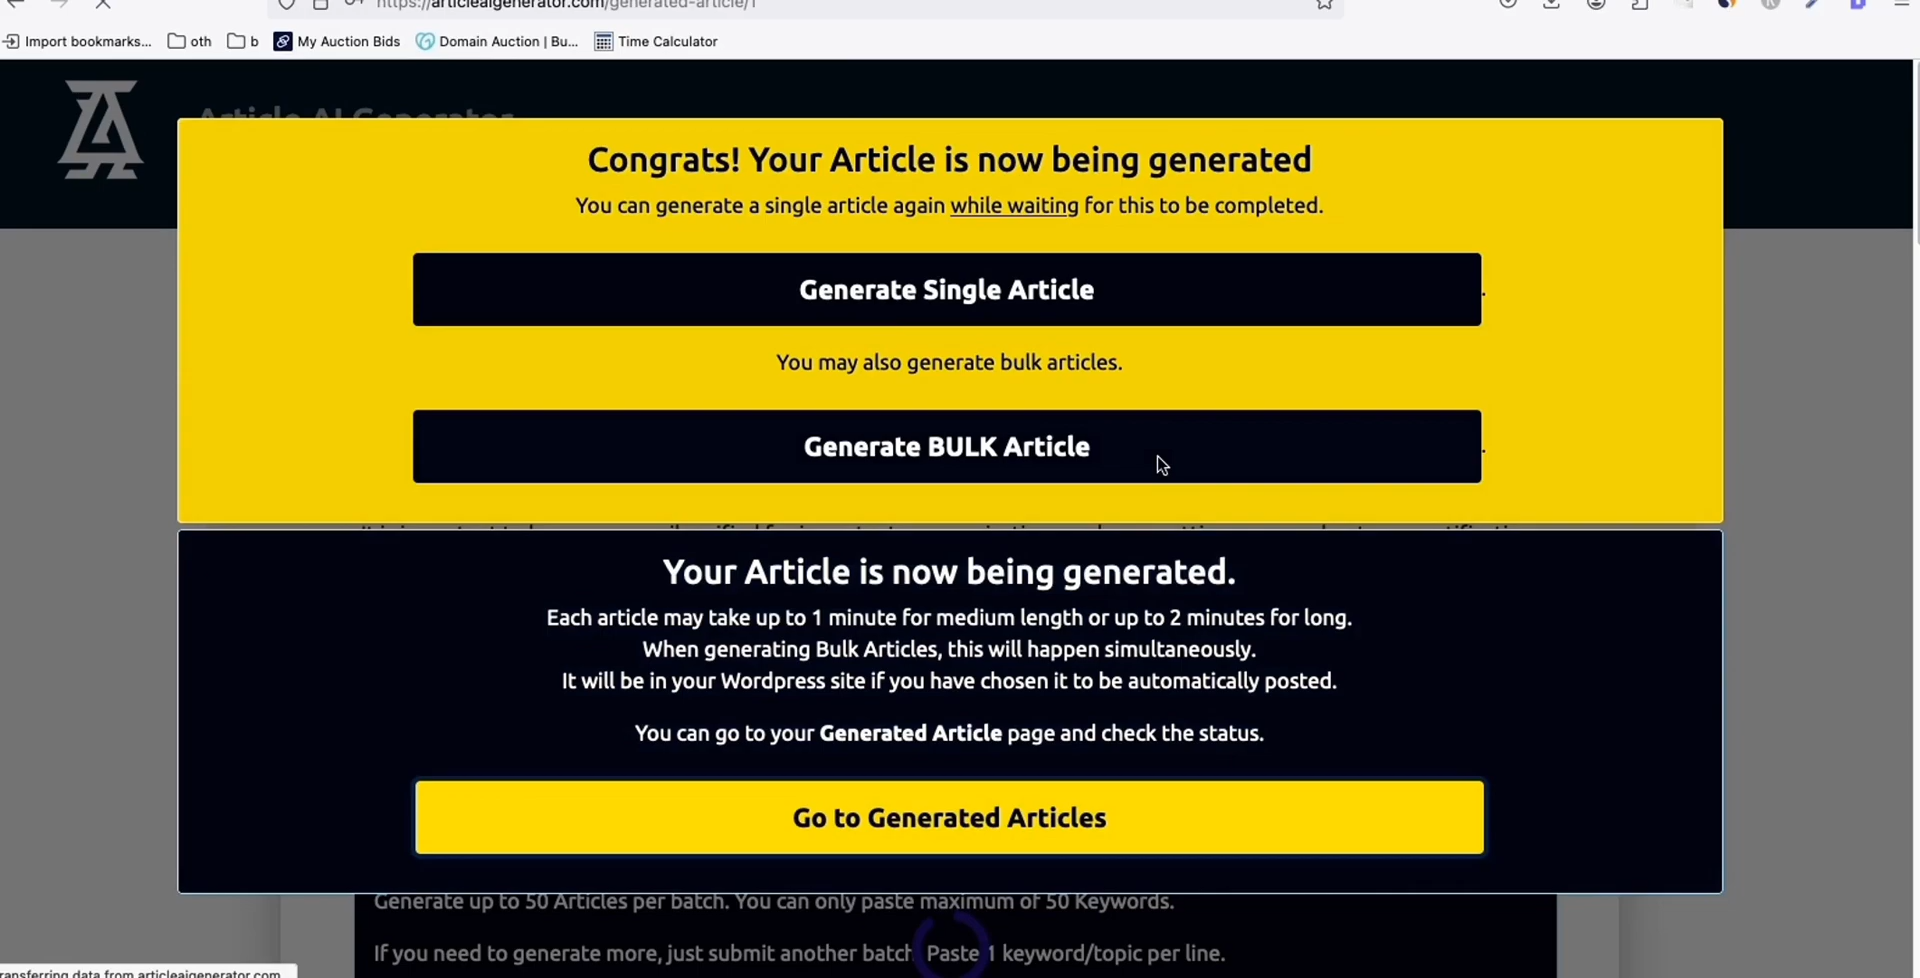 https://articleaigenerator.com/generated-article/1
Import bookmarks...
oth
b
My Auction Bids
Domain Auction | Bu...
Time Calculator
Article AI Generator
Congrats! Your Article is now being generated
You can generate a single article again while waiting for this to be completed.
Generate Single Article
.
You may also generate bulk articles.
Generate BULK Article
.
Your Article is now being generated.
Each article may take up to 1 minute for medium length or up to 2 minutes for long.
When generating Bulk Articles, this will happen simultaneously.
It will be in your Wordpress site if you have chosen it to be automatically posted.
You can go to your Generated Article page and check the status.
Go to Generated Articles
Generate up to 50 Articles per batch. You can only paste maximum of 50 Keywords.
If you need to generate more, just submit another batch. Paste 1 keyword/topic per line.
ransferring data from articleaigenerator.com